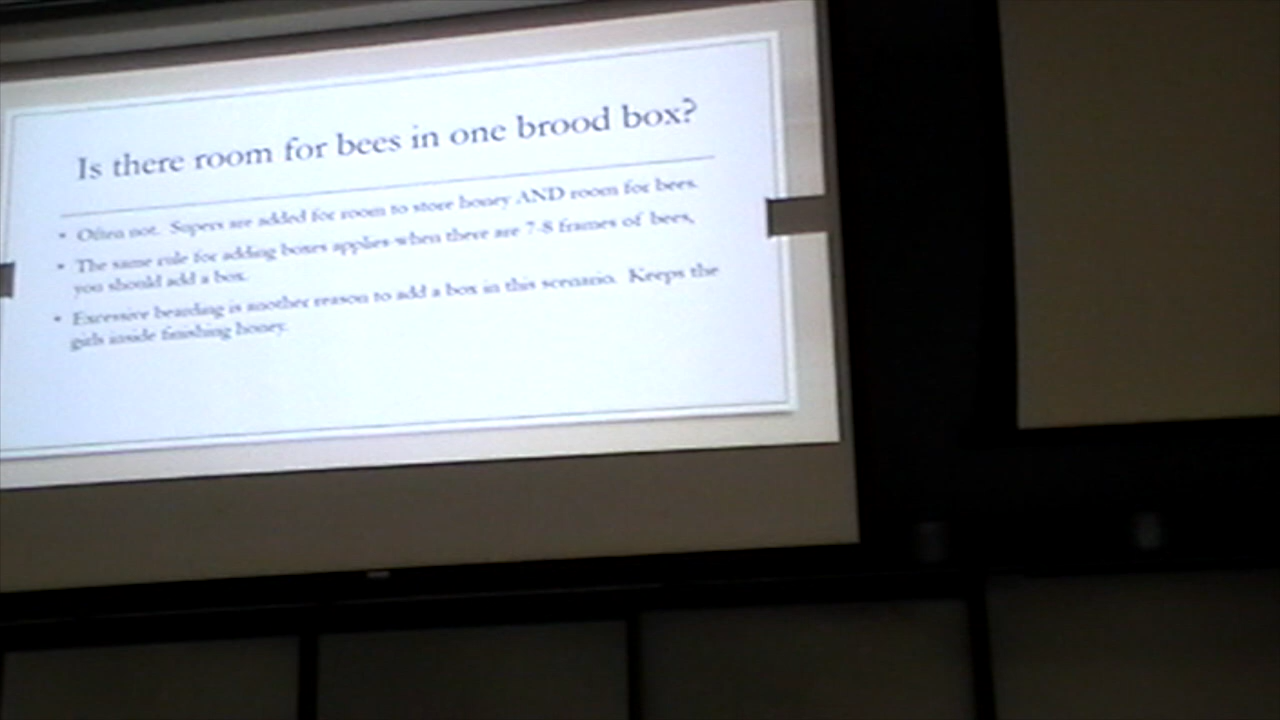 Is there room for bees in one brood box?
• Often not. Supers are added for room to store honey AND room for bees.
• The same rule for adding boxes applies-when there are 7-8 frames of bees,
you should add a box.
• Excessive bearding is another reason to add a box in this scenario. Keeps the
girls inside finishing honey.